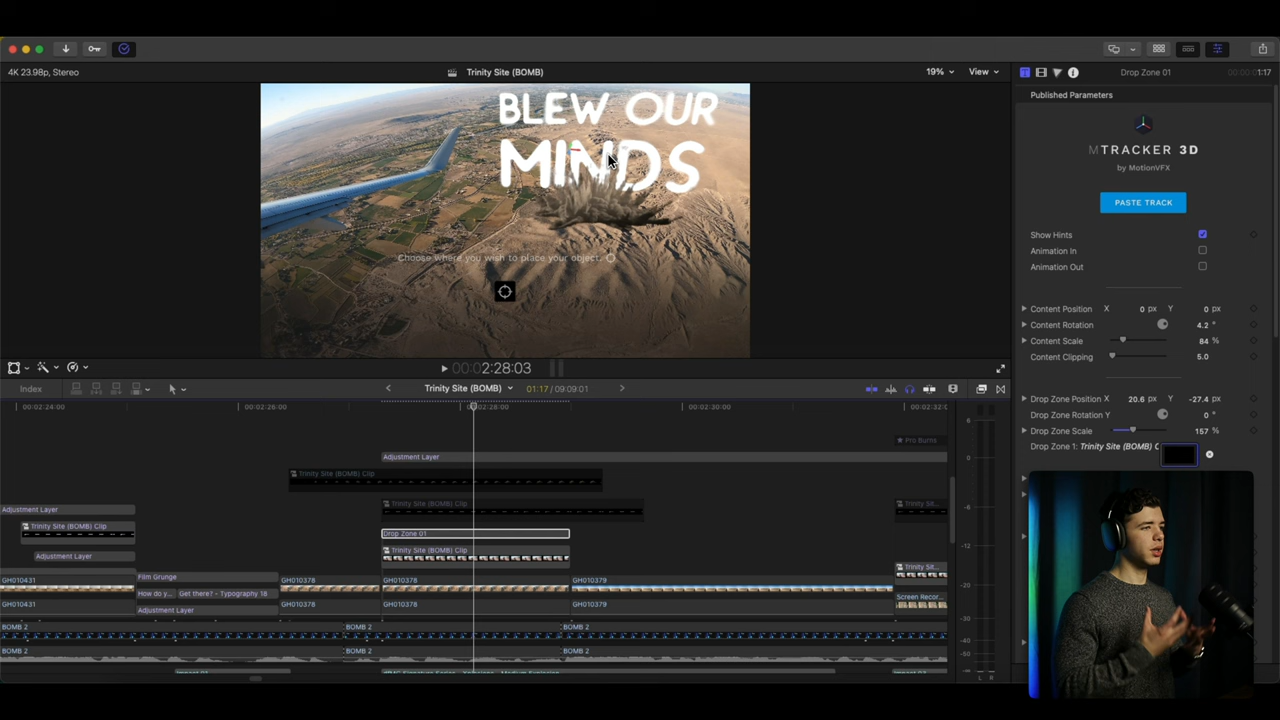 4K 23.98p, Stereo
Trinity Site (BOMB)
19%
View
Drop Zone 01
1:17
BLEW OUR
MINDS
Choose where you wish to place your object.
Published Parameters
MTRACKER 3D
by MotionVFX
PASTE TRACK
Show Hints
Animation In
Animation Out
Content Position X 0 px Y 0 px
Content Rotation 4.2 °
Content Scale 84 %
Content Clipping 5.0
Drop Zone Position X 20.6 px Y -27.4 px
Drop Zone Rotation Y 0 °
Drop Zone Scale 157 %
Drop Zone 1: Trinity Site (BOMB) C
00:00:02:28:03
Index
Trinity Site (BOMB)
01:17 / 09:09:01
00:02:24:00
00:02:26:00
00:02:28:00
00:02:30:00
00:02:32:0
Pro Burns
Adjustment Layer
Trinity Site (BOMB) Clip
Trinity Site (BOMB) Clip
Trinity Sit...
Adjustment Layer
Trinity Site (BOMB) Clip
Drop Zone 01
Adjustment Layer
Trinity Site (BOMB) Clip
Trinity Sit...
GH010431
Film Grunge
GH010378
GH010378
GH010379
How do y...
Get there? - Typography 18
Screen Recor...
GH010431
Adjustment Layer
GH010378
GH010378
GH010379
BOMB 2
BOMB 2
BOMB 2
BOMB 2
BOMB 2
BOMB 2
6
0
-6
-12
-20
-30
-40
-50
L R